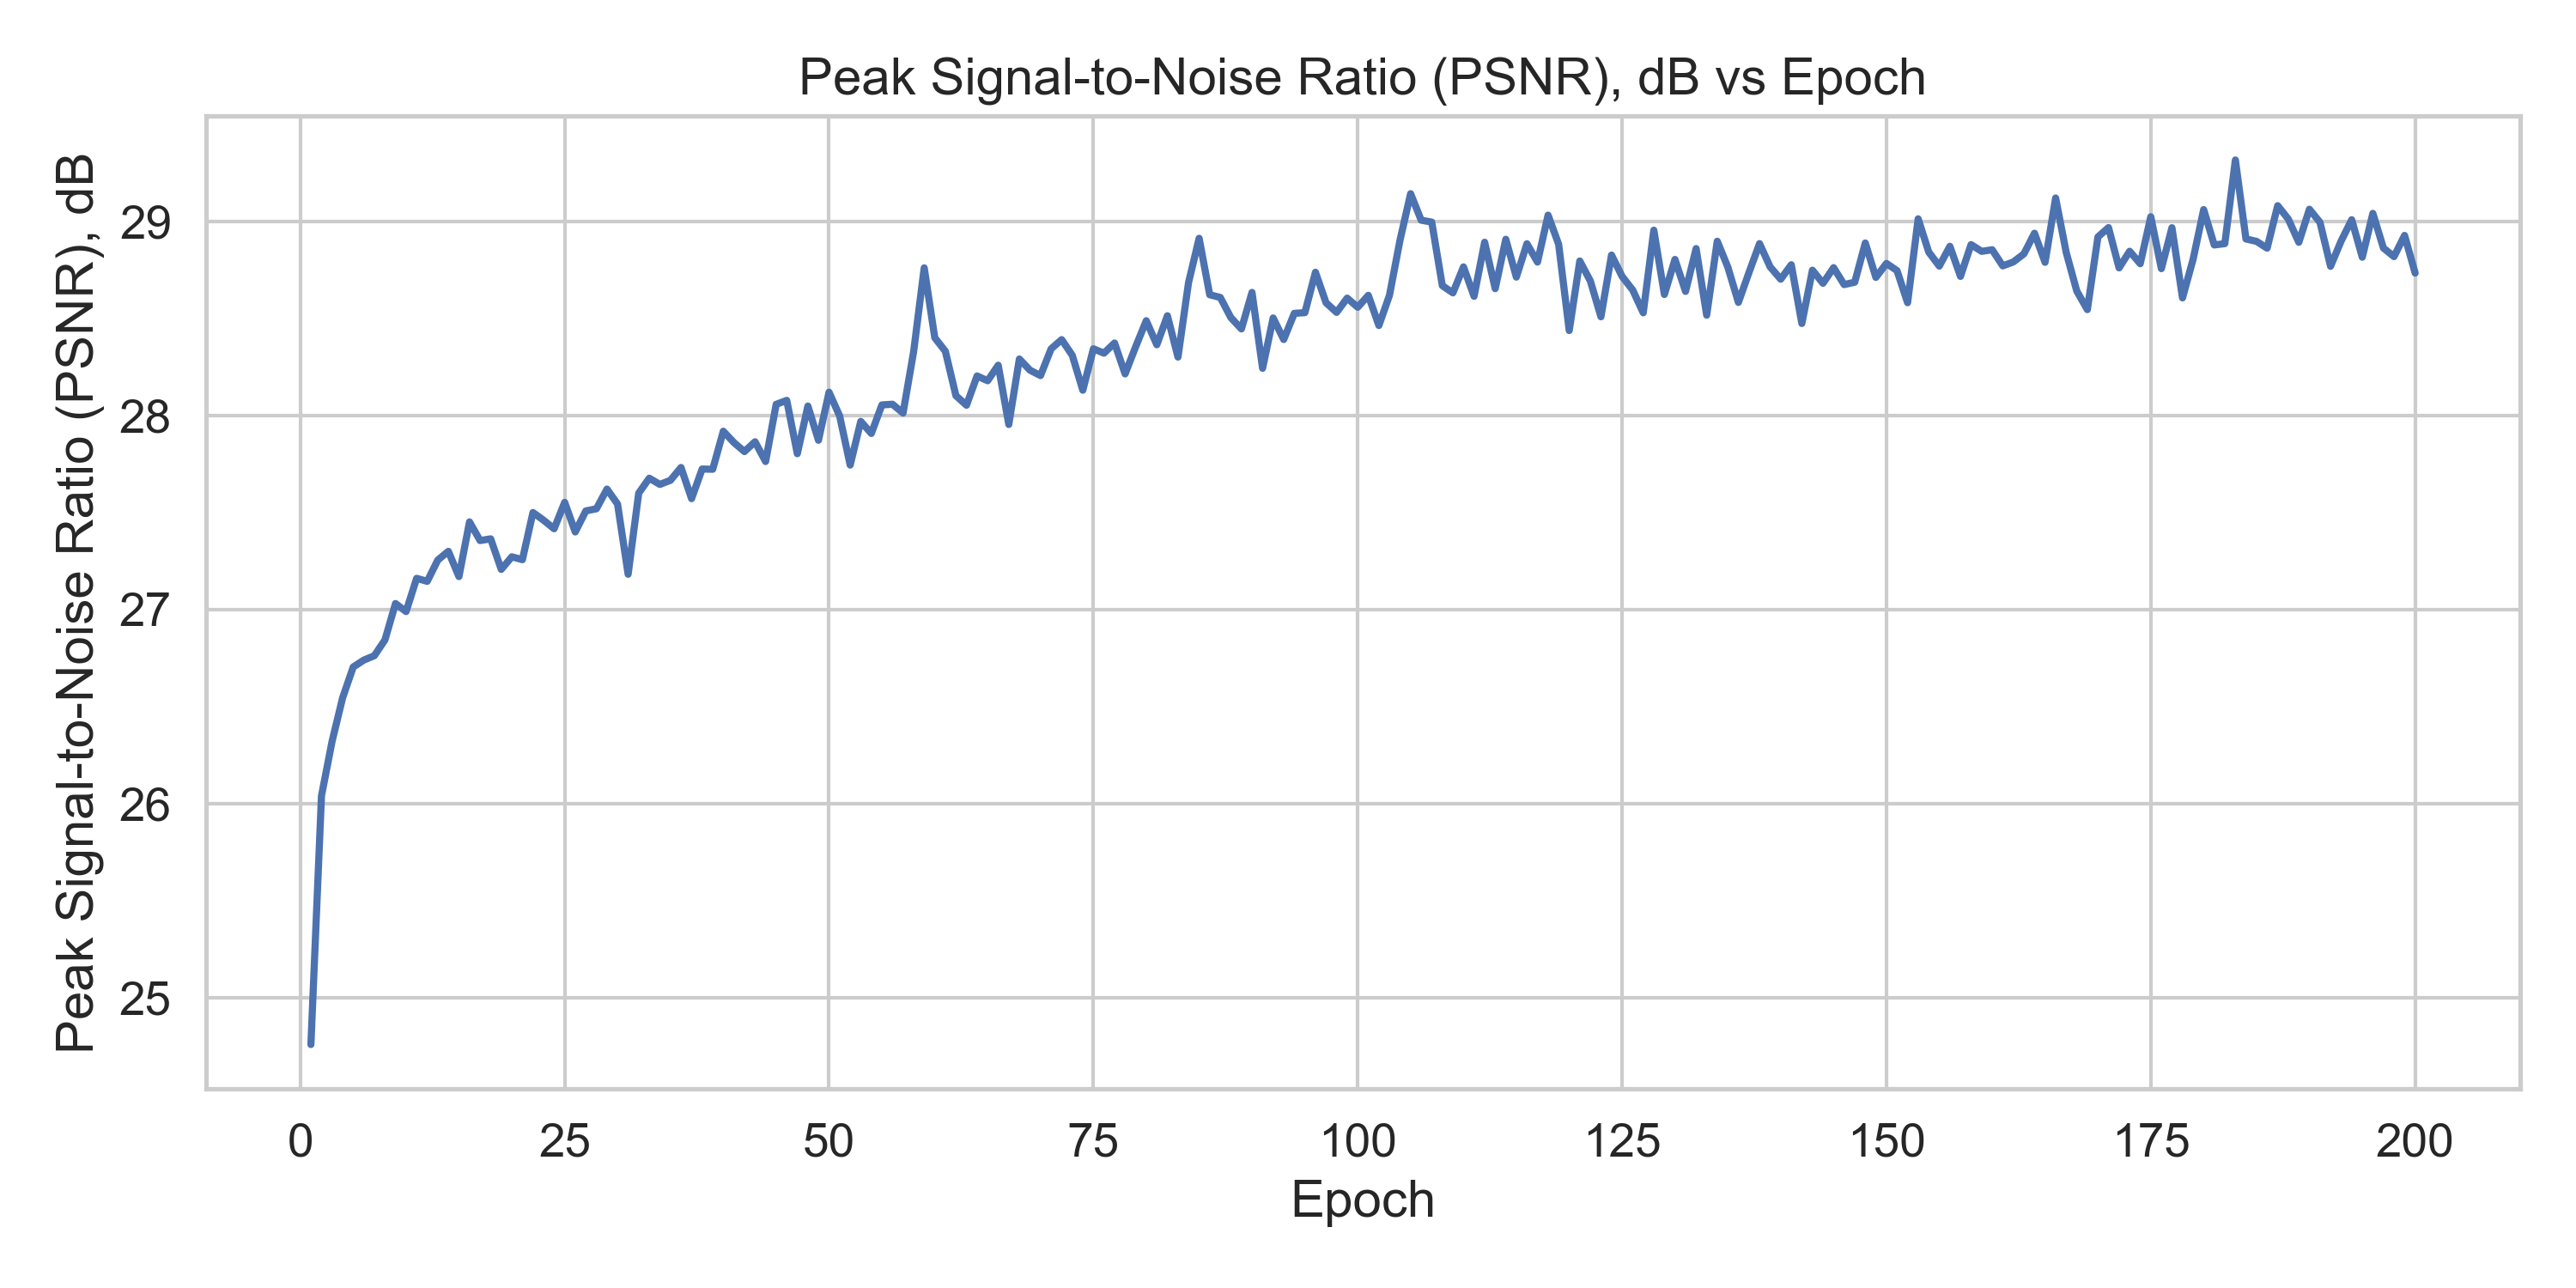 Peak Signal-to-Noise Ratio (PSNR), dB vs Epoch
Peak Signal-to-Noise Ratio (PSNR), dB
29
28
27
26
25
0 25 50 75 100 125 150 175 200
Epoch